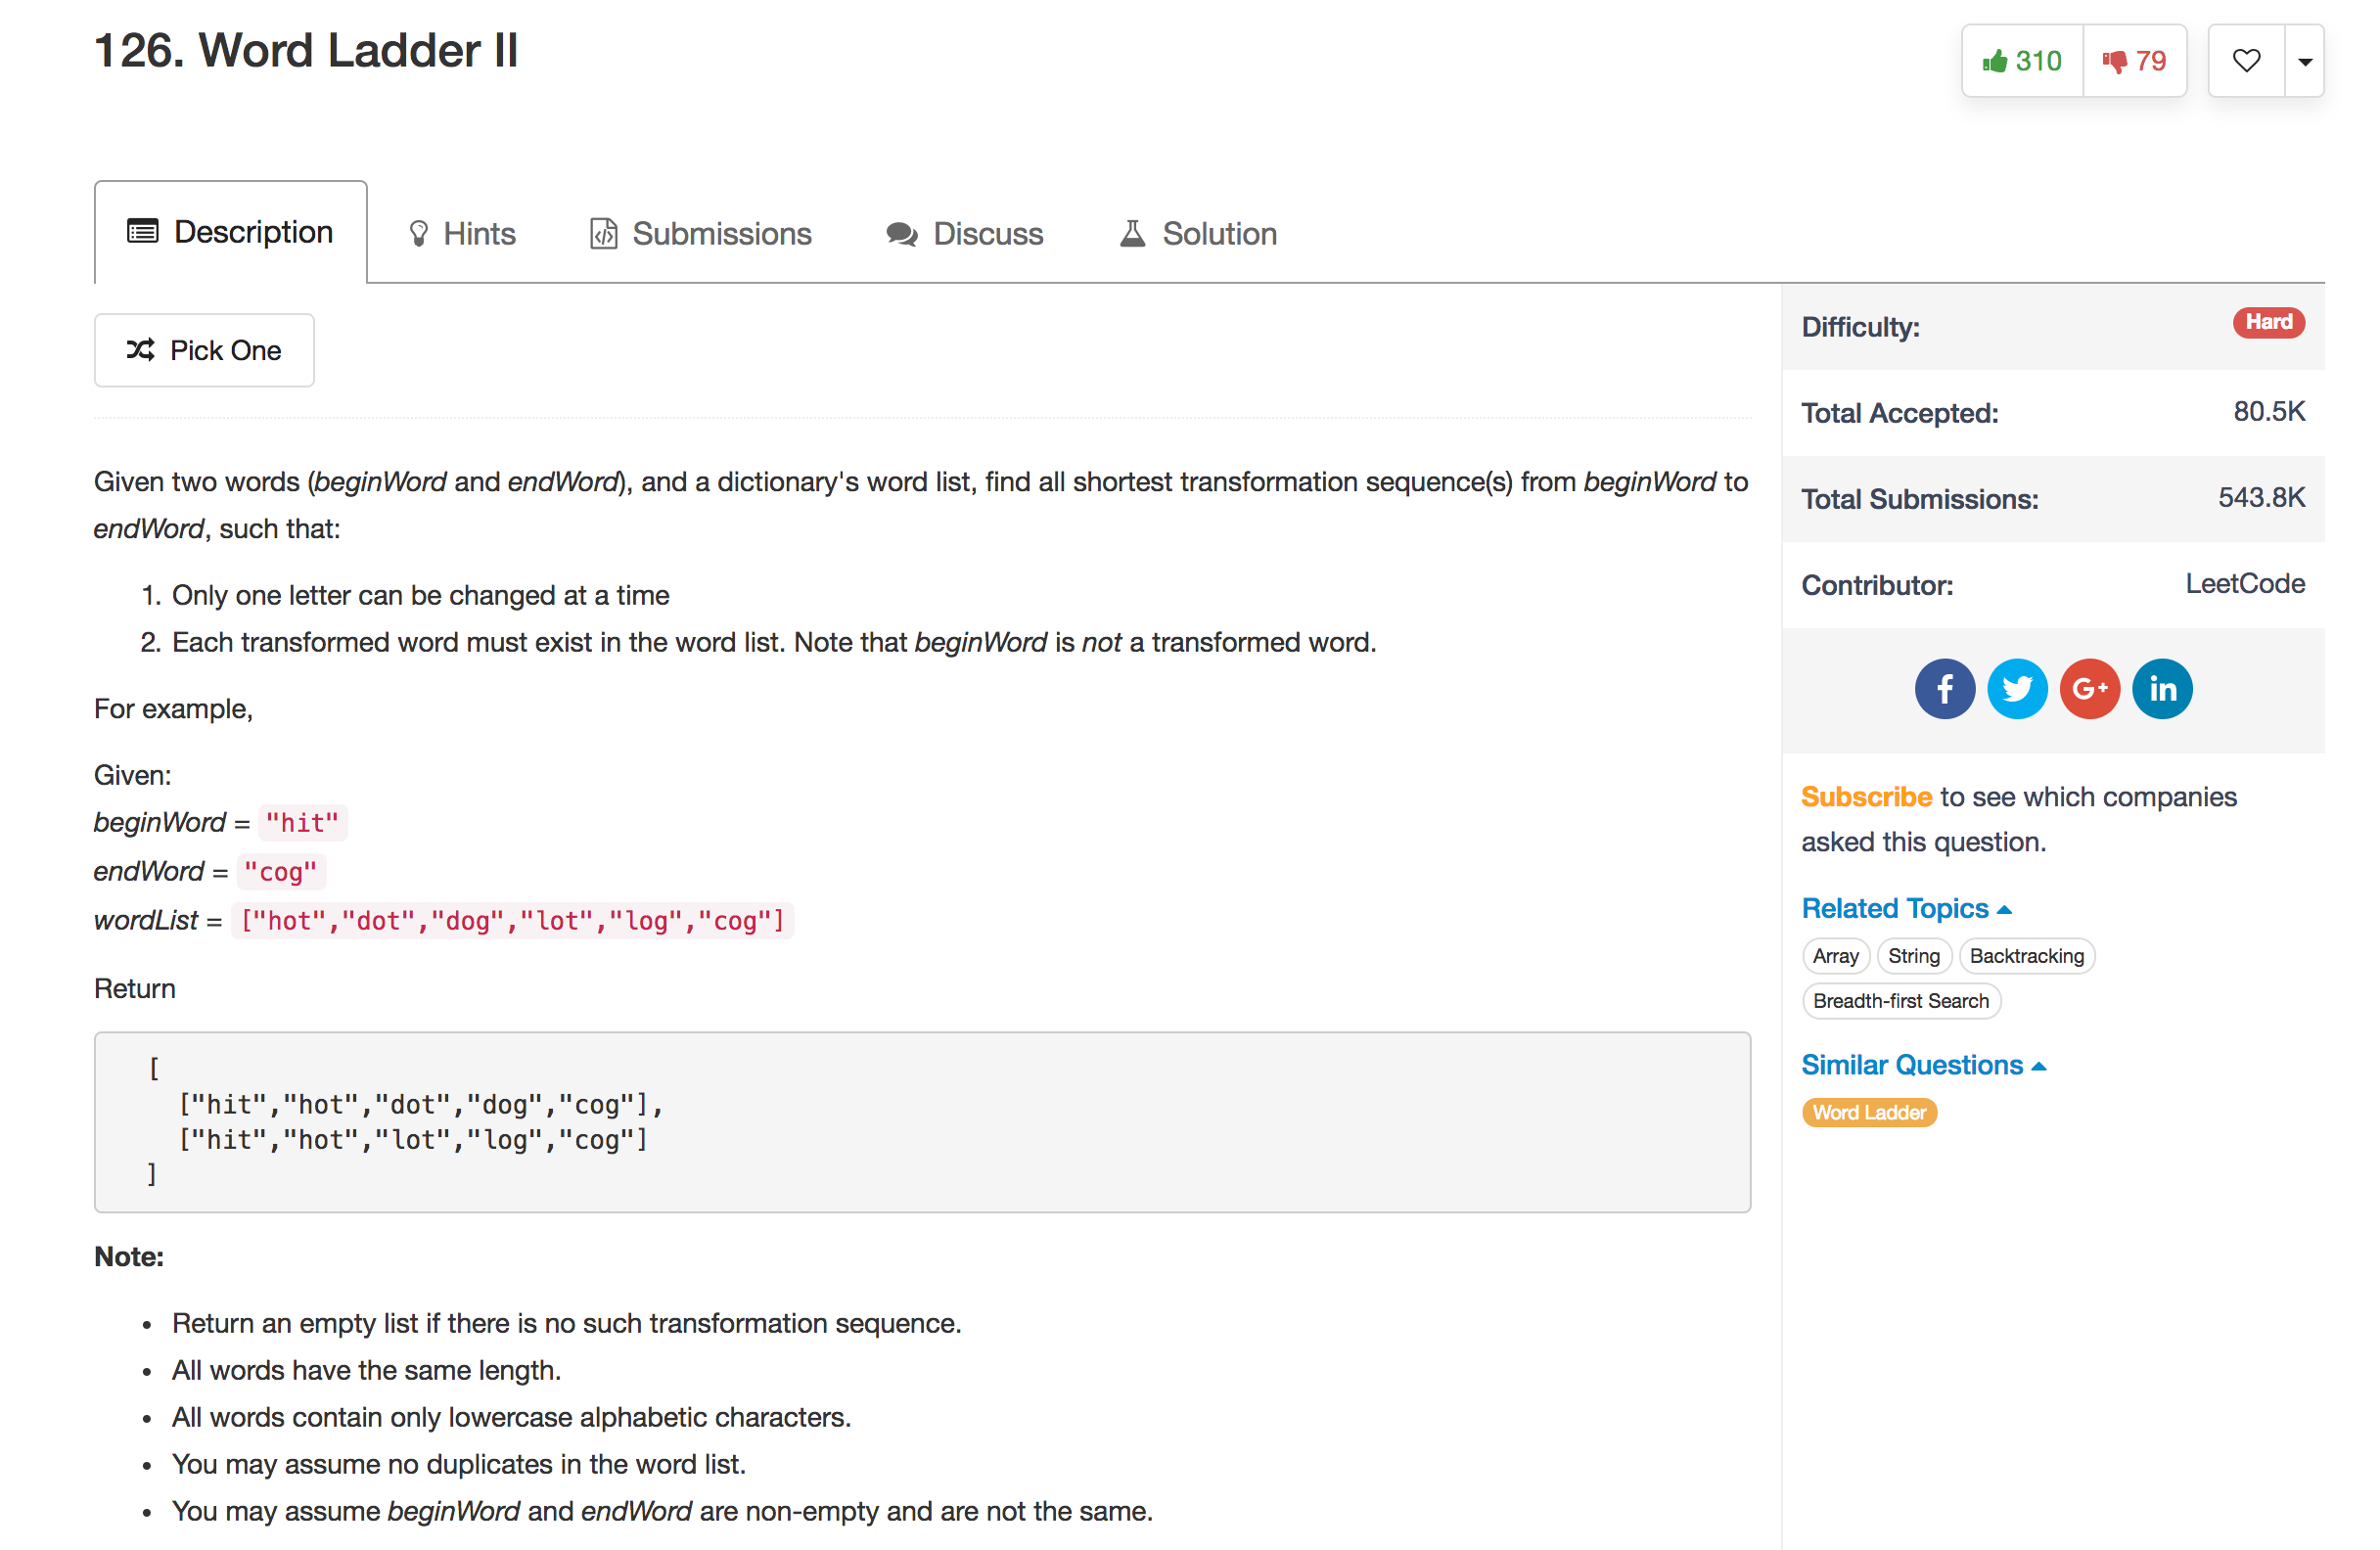 126. Word Ladder II
310
79
Description
Hints
Submissions
Discuss
Solution
Pick One
Given two words (beginWord and endWord), and a dictionary's word list, find all shortest transformation sequence(s) from beginWord to
endWord, such that:
1. Only one letter can be changed at a time
2. Each transformed word must exist in the word list. Note that beginWord is not a transformed word.
For example,
Given:
beginWord = "hit"
endWord = "cog"
wordList = ["hot","dot","dog","lot","log","cog"]
Return
[
["hit","hot","dot","dog","cog"],
["hit","hot","lot","log","cog"]
]
Note:
• Return an empty list if there is no such transformation sequence.
• All words have the same length.
• All words contain only lowercase alphabetic characters.
• You may assume no duplicates in the word list.
• You may assume beginWord and endWord are non-empty and are not the same.
Difficulty: Hard
Total Accepted: 80.5K
Total Submissions: 543.8K
Contributor: LeetCode
f G+ in
Subscribe to see which companies
asked this question.
Related Topics
Array String Backtracking
Breadth-first Search
Similar Questions
Word Ladder